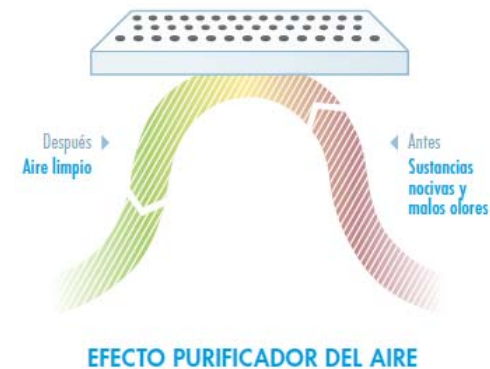 Después
Aire limpio
Antes
Sustancias
nocivas y
malos olores
EFECTO PURIFICADOR DEL AIRE